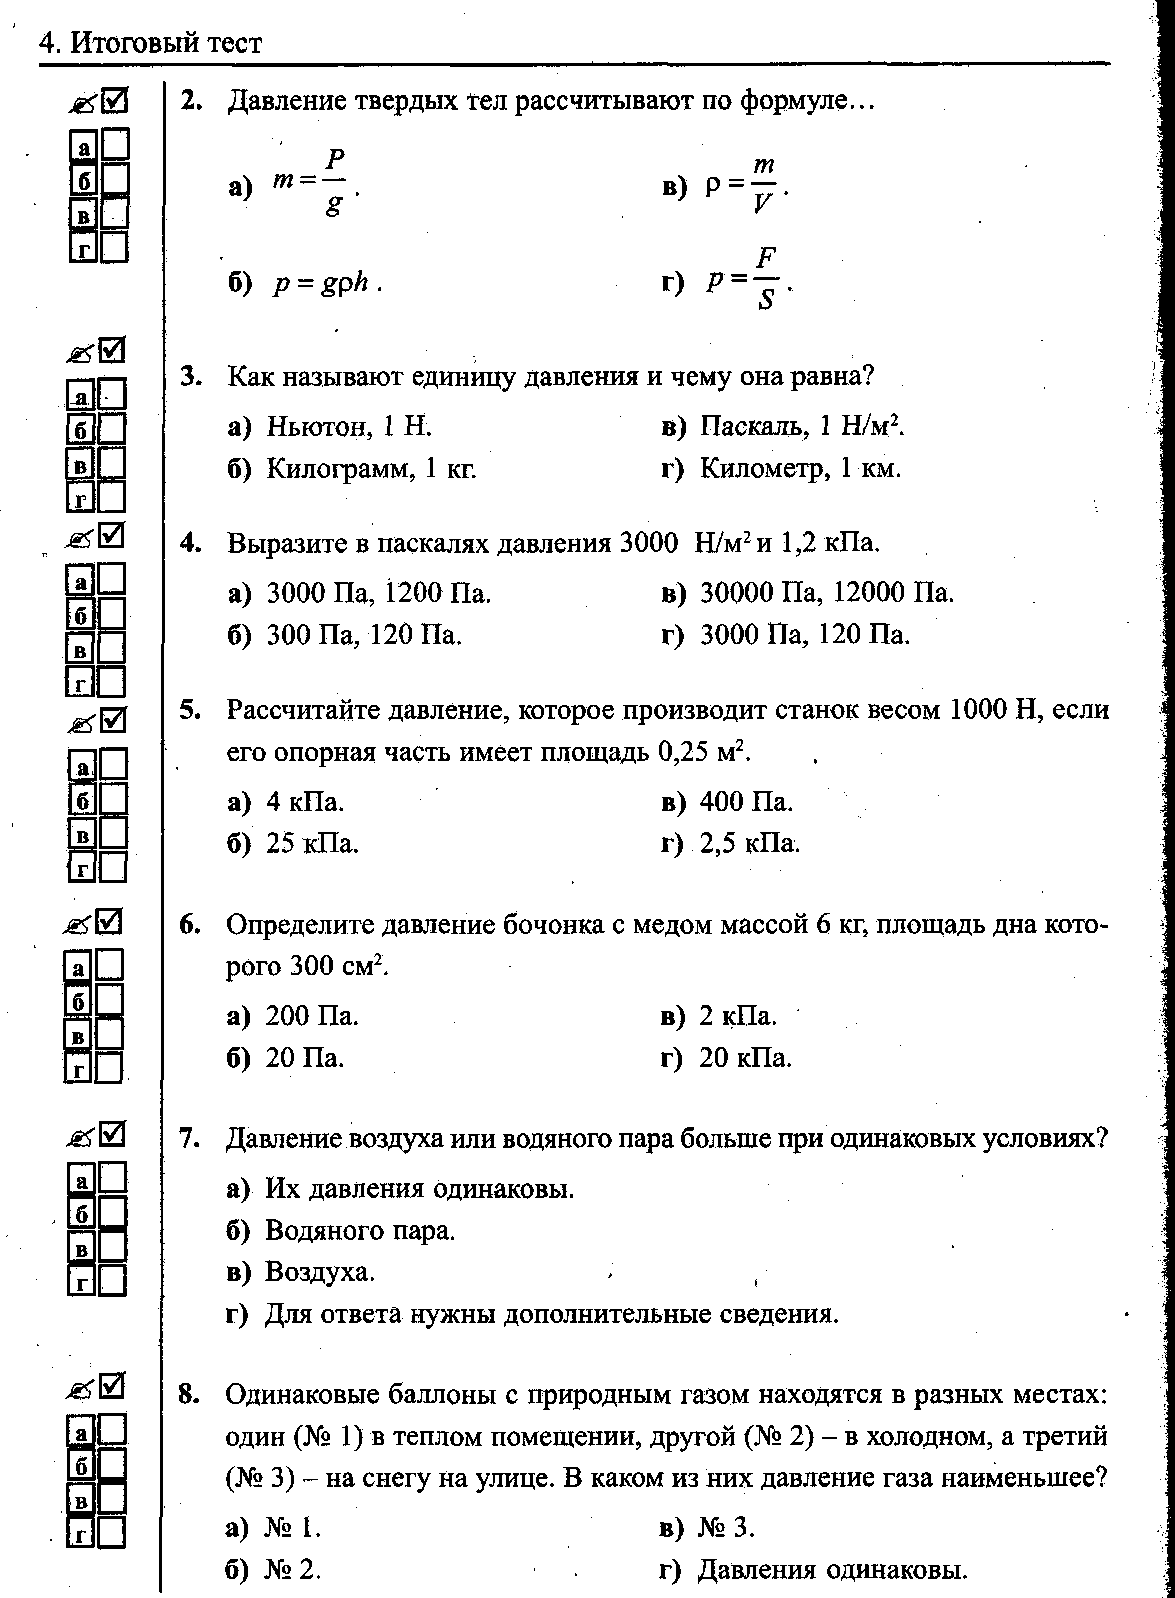 4. Итоговый тест
2. Давление твердых тел рассчитывают по формуле...
а) m = P/g.
в) ρ = m/V.
б) p = gρh.
г) p = F/S.
а
б
в
г
3. Как называют единицу давления и чему она равна?
а) Ньютон, 1 Н.
в) Паскаль, 1 Н/м².
б) Килограмм, 1 кг.
г) Километр, 1 км.
а
б
в
г
4. Выразите в паскалях давления 3000 Н/м² и 1,2 кПа.
а) 3000 Па, 1200 Па.
в) 30000 Па, 12000 Па.
б) 300 Па, 120 Па.
г) 3000 Па, 120 Па.
а
б
в
г
5. Рассчитайте давление, которое производит станок весом 1000 Н, если
его опорная часть имеет площадь 0,25 м².
а) 4 кПа.
в) 400 Па.
б) 25 кПа.
г) 2,5 кПа.
а
б
в
г
6. Определите давление бочонка с медом массой 6 кг, площадь дна кото-
рого 300 см².
а) 200 Па.
в) 2 кПа.
б) 20 Па.
г) 20 кПа.
а
б
в
г
7. Давление воздуха или водяного пара больше при одинаковых условиях?
а) Их давления одинаковы.
б) Водяного пара.
в) Воздуха.
г) Для ответа нужны дополнительные сведения.
а
б
в
г
8. Одинаковые баллоны с природным газом находятся в разных местах:
один (№ 1) в теплом помещении, другой (№ 2) – в холодном, а третий
(№ 3) – на снегу на улице. В каком из них давление газа наименьшее?
а) № 1.
в) № 3.
б) № 2.
г) Давления одинаковы.
а
б
в
г